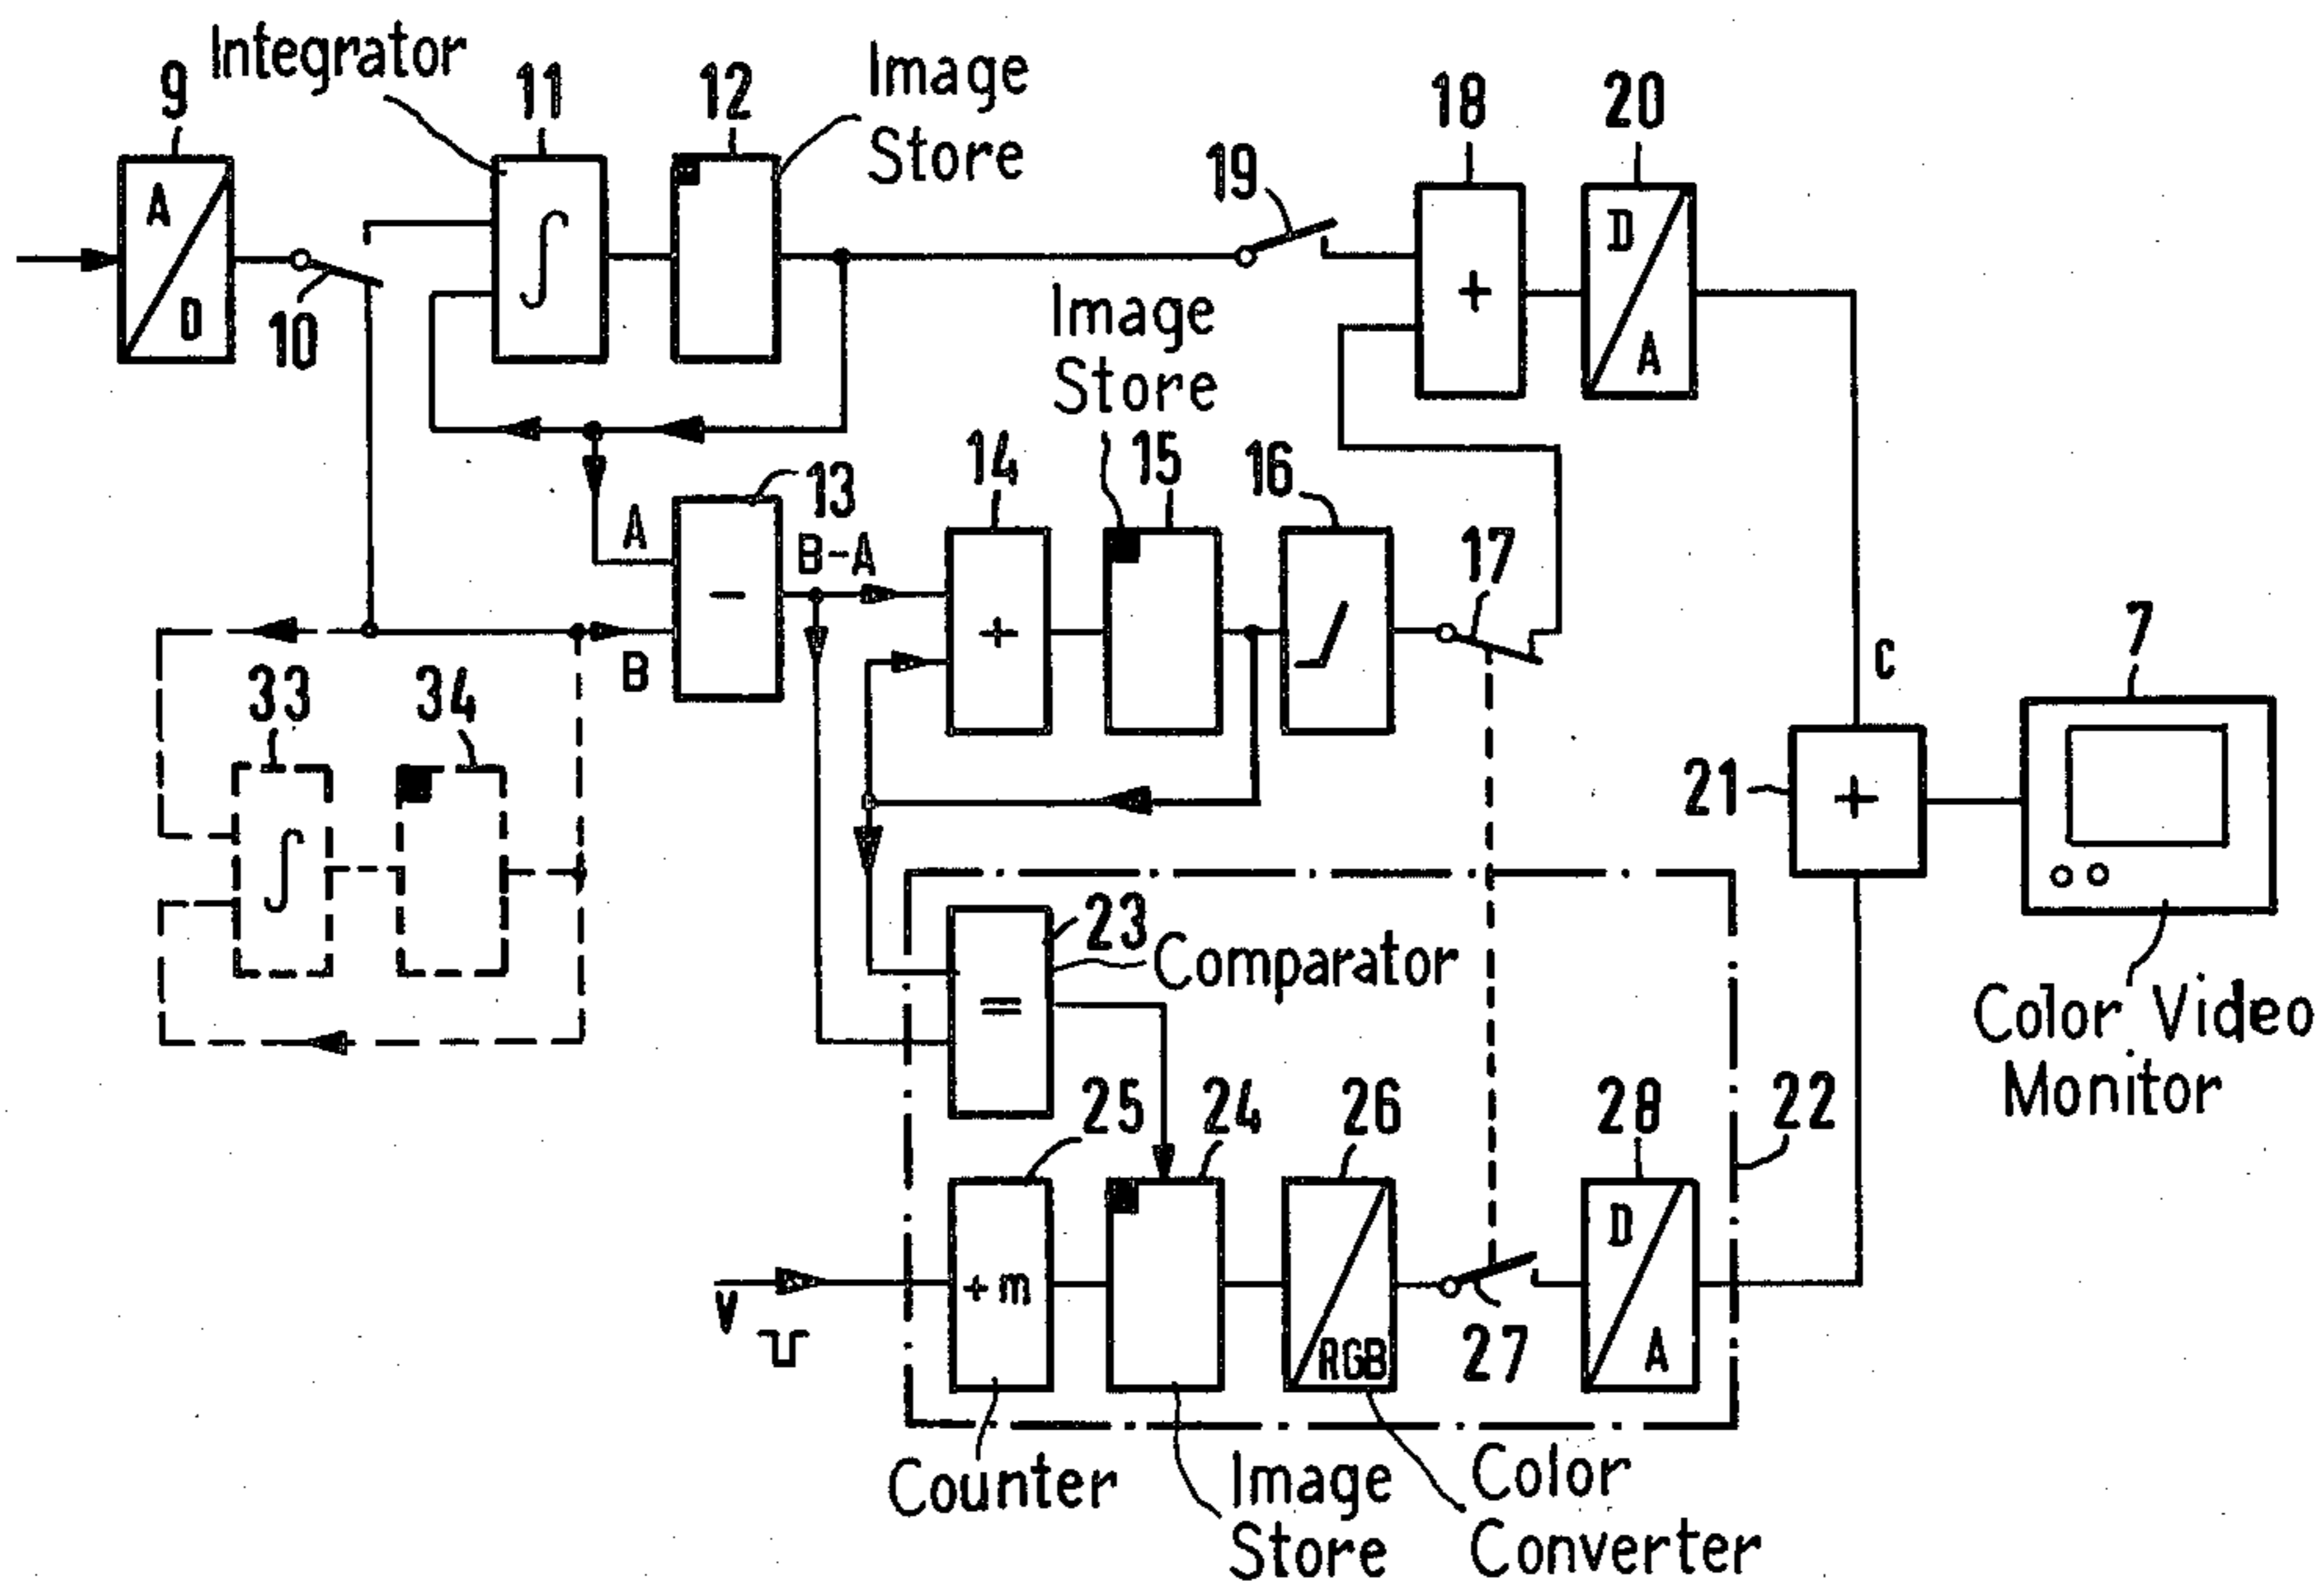 Integrator
9
11
12
Image
Store
18
20
19
A
D
10
∫
+
D
A
Image
Store
13
14
15
16
17
A
B-A
B
-
+
C
7
33
34
∫
21
+
23
Comparator
=
Color Video
Monitor
22
25
24
26
28
V
+m
RGB
27
D
A
Counter
Image
Store
Color
Converter